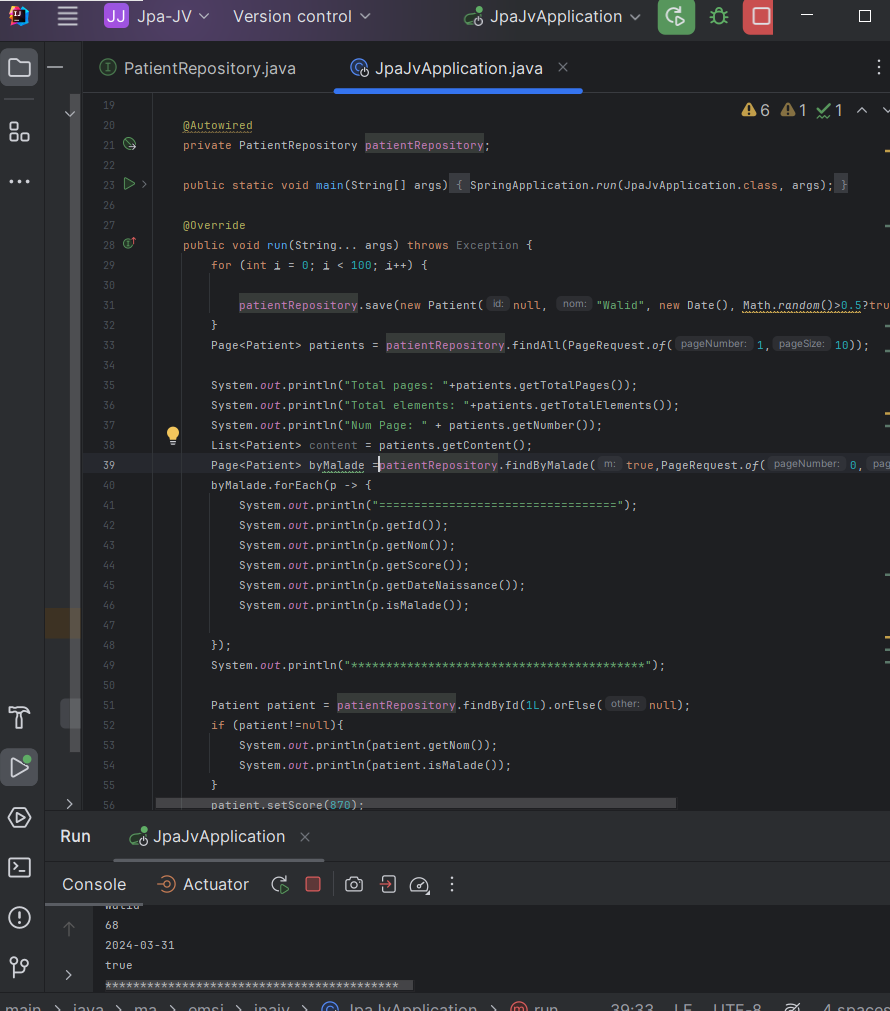 JJ Jpa-JV Version control JpaJvApplication
PatientRepository.java JpaJvApplication.java
6 1 1
19
20 @Autowired
21 private PatientRepository patientRepository;
22
23 public static void main(String[] args) { SpringApplication.run(JpaJvApplication.class, args); }
26
27 @Override
28 public void run(String... args) throws Exception {
29 for (int i = 0; i < 100; i++) {
30
31 patientRepository.save(new Patient( id: null, nom: "Walid", new Date(), Math.random()>0.5?tru
32 }
33 Page<Patient> patients = patientRepository.findAll(PageRequest.of( pageNumber: 1, pageSize: 10));
34
35 System.out.println("Total pages: "+patients.getTotalPages());
36 System.out.println("Total elements: "+patients.getTotalElements());
37 System.out.println("Num Page: " + patients.getNumber());
38 List<Patient> content = patients.getContent();
39 Page<Patient> byMalade =patientRepository.findByMalade( m: true,PageRequest.of( pageNumber: 0, pag
40 byMalade.forEach(p -> {
41 System.out.println("==================================");
42 System.out.println(p.getId());
43 System.out.println(p.getNom());
44 System.out.println(p.getScore());
45 System.out.println(p.getDateNaissance());
46 System.out.println(p.isMalade());
47
48 });
49 System.out.println("******************************************");
50
51 Patient patient = patientRepository.findById(1L).orElse( other: null);
52 if (patient!=null){
53 System.out.println(patient.getNom());
54 System.out.println(patient.isMalade());
55 }
56 patient.setScore(870);
Run JpaJvApplication
Console Actuator
Walid
68
2024-03-31
true
******************************************
main > java > ma > emsi > jpajv > JpaJvApplication > run 39:33 LF UTF-8 4 spaces